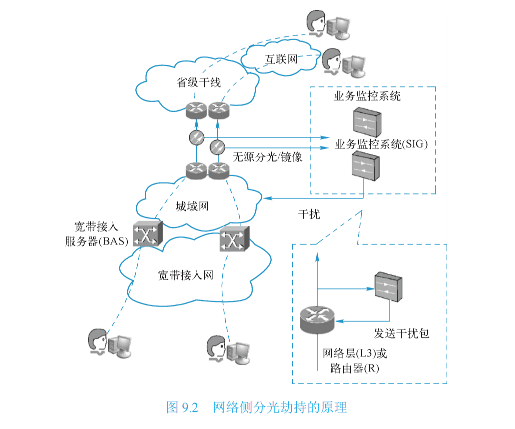 互联网
省级干线
业务监控系统
业务监控系统(SIG)
无源分光/镜像
城域网
干扰
宽带接入
服务器(BAS)
宽带接入网
发送干扰包
网络层(L3)或
路由器(R)
图 9.2 网络侧分光劫持的原理